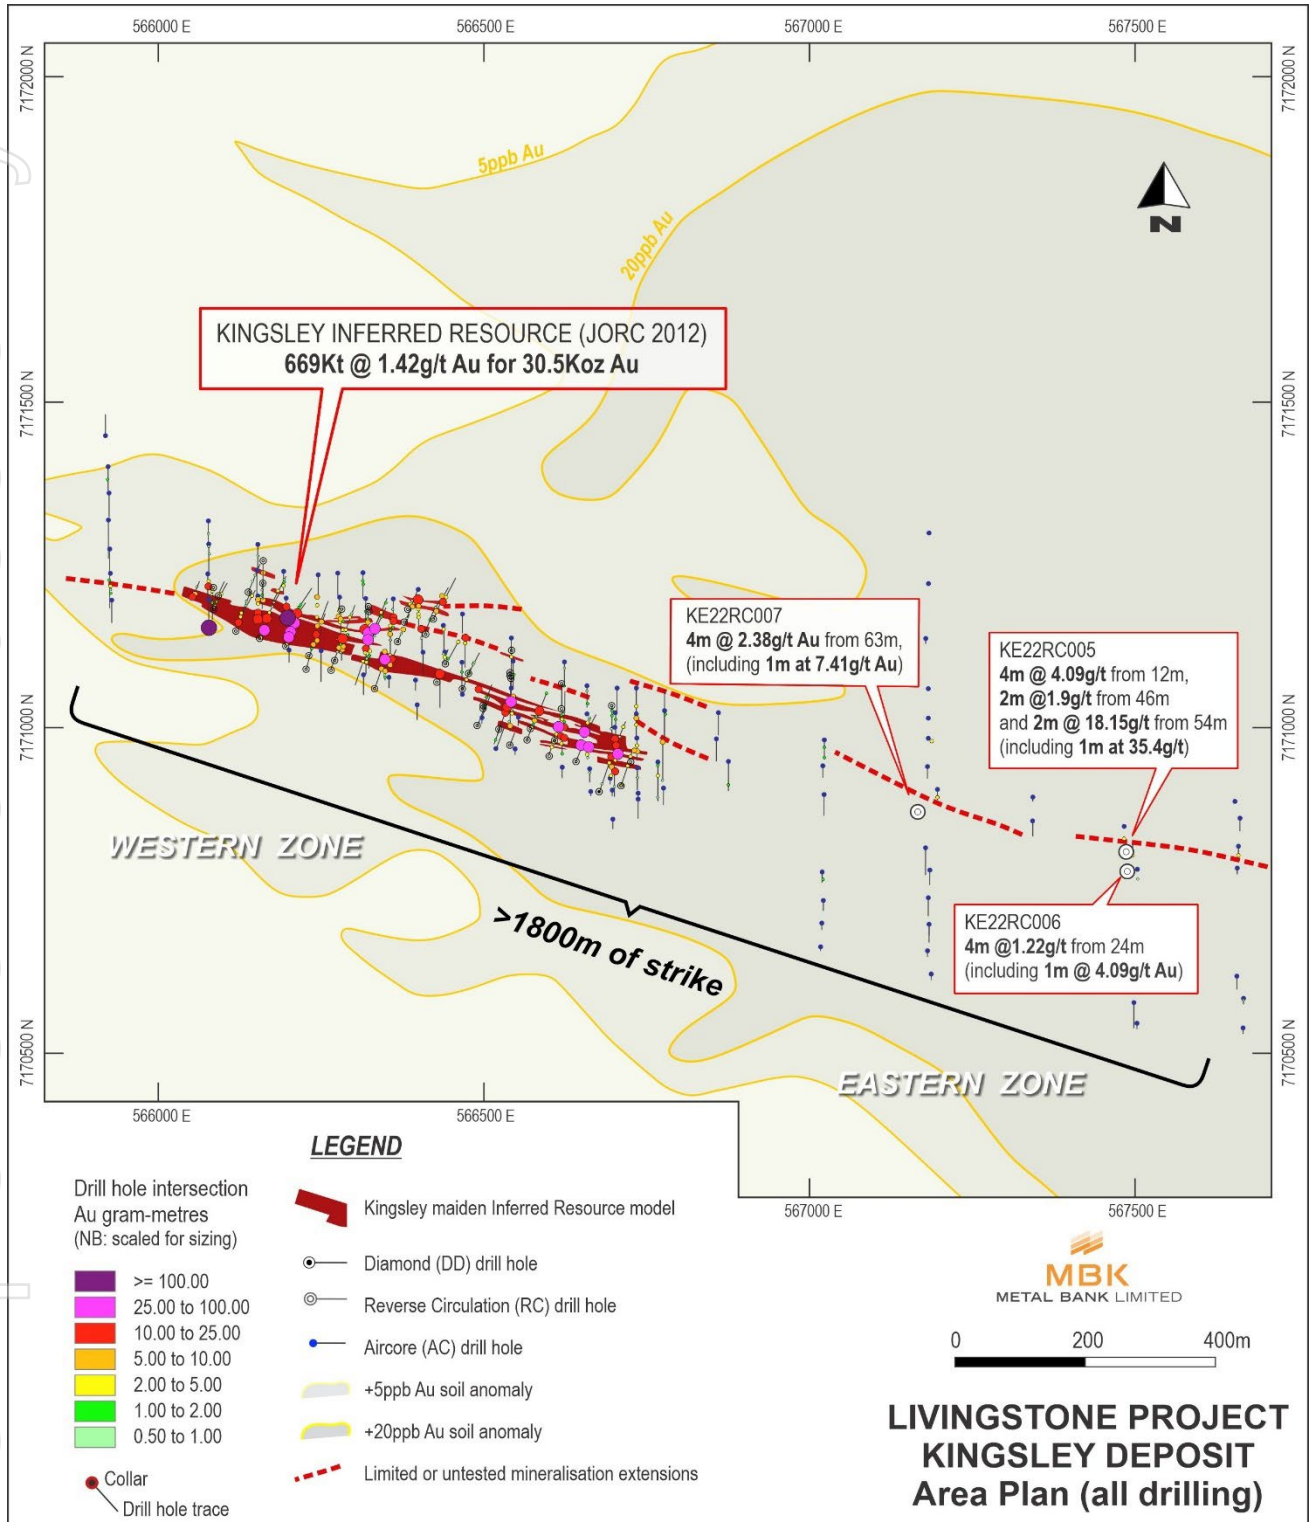 566000 E
566500 E
567000 E
567500 E
7172000 N
7172000 N
5ppb Au
20ppb Au
N
KINGSLEY INFERRED RESOURCE (JORC 2012)
669Kt @ 1.42g/t Au for 30.5Koz Au
7171500 N
7171500 N
KE22RC007
4m @ 2.38g/t Au from 63m,
(including 1m at 7.41g/t Au)
KE22RC005
4m @ 4.09g/t from 12m,
2m @1.9g/t from 46m
and 2m @ 18.15g/t from 54m
(including 1m at 35.4g/t)
7171000 N
7171000 N
WESTERN ZONE
>1800m of strike
KE22RC006
4m @1.22g/t from 24m
(including 1m @ 4.09g/t Au)
7170500 N
7170500 N
EASTERN ZONE
566000 E
566500 E
567000 E
567500 E
LEGEND
Drill hole intersection
Au gram-metres
(NB: scaled for sizing)
>= 100.00
25.00 to 100.00
10.00 to 25.00
5.00 to 10.00
2.00 to 5.00
1.00 to 2.00
0.50 to 1.00
Collar
Drill hole trace
Kingsley maiden Inferred Resource model
Diamond (DD) drill hole
Reverse Circulation (RC) drill hole
Aircore (AC) drill hole
+5ppb Au soil anomaly
+20ppb Au soil anomaly
Limited or untested mineralisation extensions
MBK
METAL BANK LIMITED
0 200 400m
LIVINGSTONE PROJECT
KINGSLEY DEPOSIT
Area Plan (all drilling)